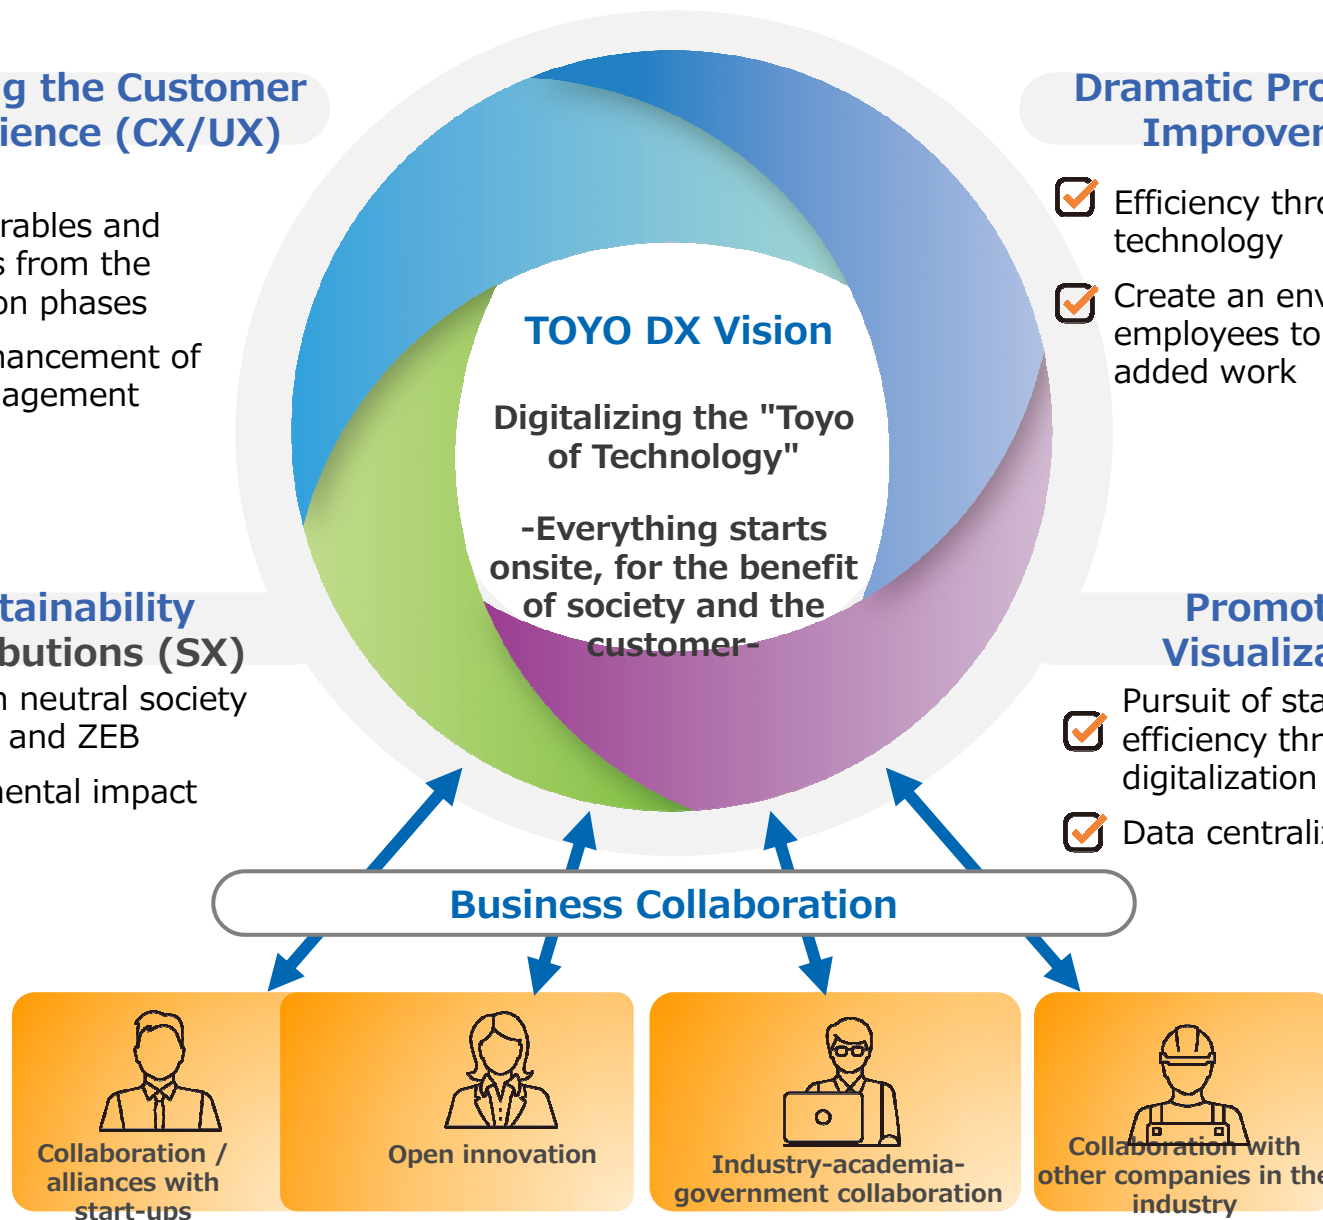 g the Customer
ience (CX/UX)
rables and
s from the
on phases
hancement of
agement
tainability
butions (SX)
n neutral society
and ZEB
nental impact
TOYO DX Vision
Digitalizing the "Toyo
of Technology"
-Everything starts
onsite, for the benefit
of society and the
customer-
Dramatic Pro
Improver
Efficiency thro
technology
Create an env
employees to
added work
Promot
Visualiza
Pursuit of sta
efficiency thr
digitalization
Data centraliz
Business Collaboration
Collaboration /
alliances with
start-ups
Open innovation
Industry-academia-
government collaboration
Collaboration with
other companies in the
industry